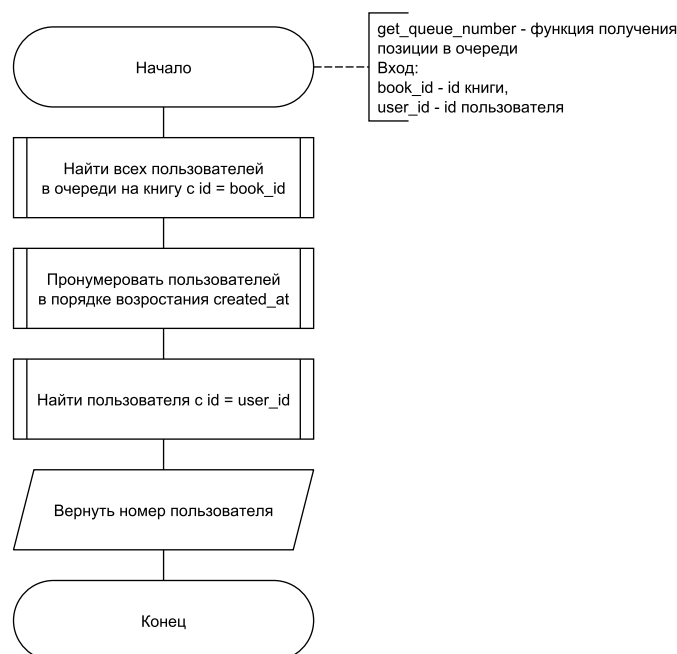 Начало
get_queue_number - функция получения
позиции в очереди
Вход:
book_id - id книги,
user_id - id пользователя
Найти всех пользователей
в очереди на книгу с id = book_id
Пронумеровать пользователей
в порядке возростания created_at
Найти пользователя с id = user_id
Вернуть номер пользователя
Конец